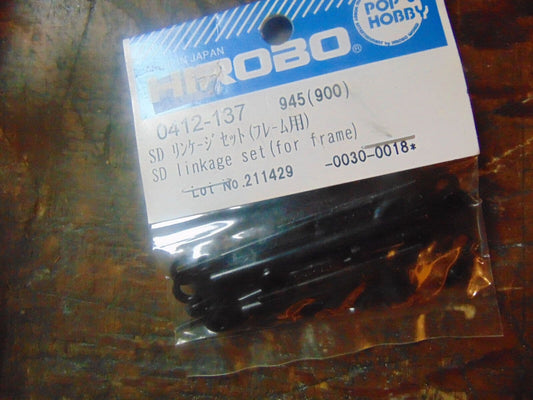 POP
HOBBY
IN JAPAN
HIROBO®
0412-137 945(900)
SD リンケージセット(フレーム用)
SD linkage set(for frame)
Lot No.211429 -0030-0018*